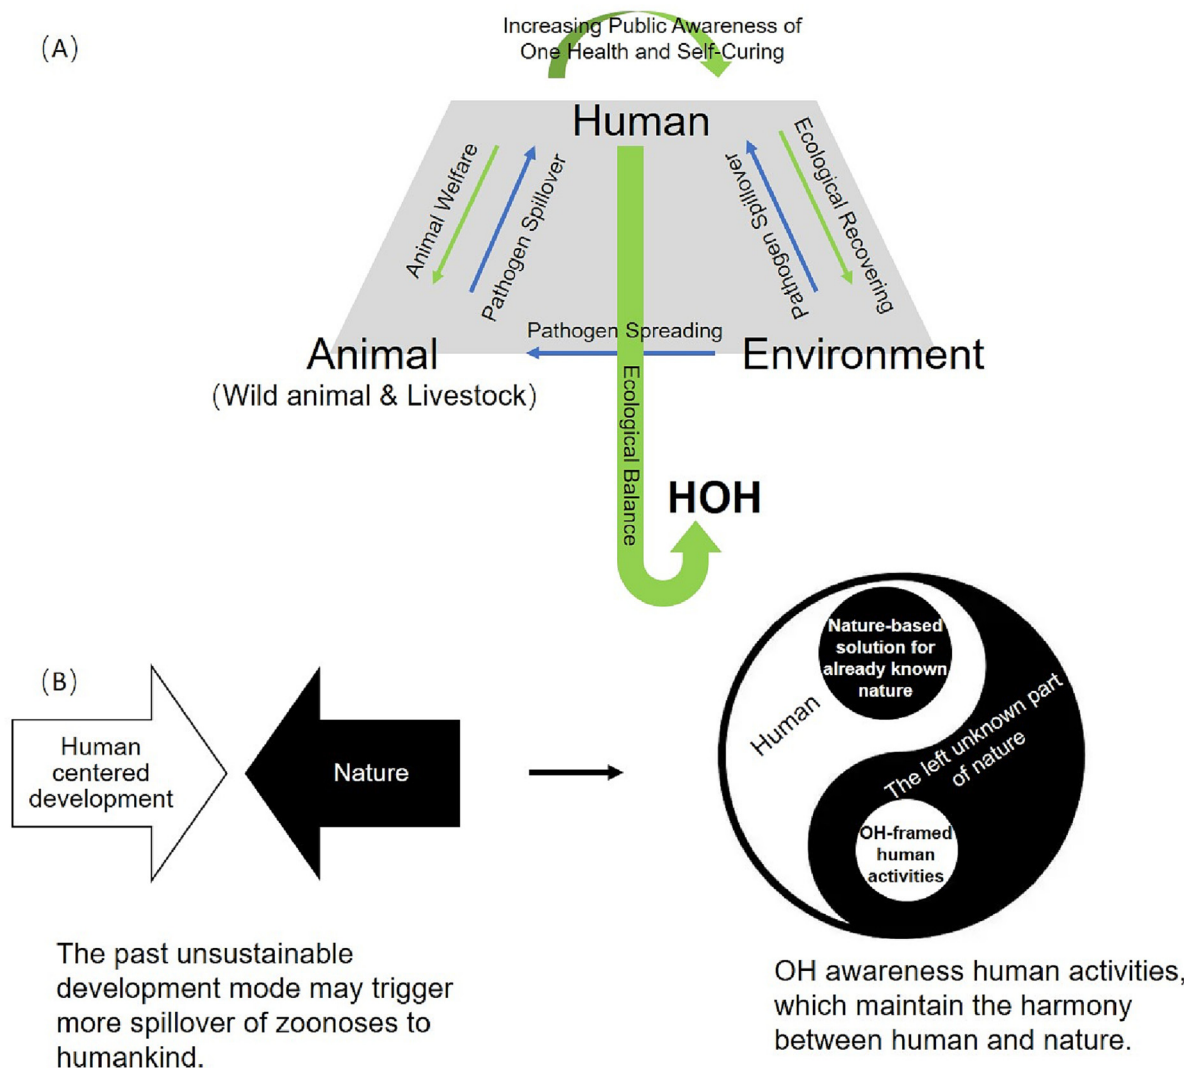 (A)
Increasing Public Awareness of
One Health and Self-Curing
Human
Animal Welfare
Pathogen Spillover
Pathogen Spillover
Ecological Recovering
Pathogen Spreading
Animal
(Wild animal & Livestock)
Environment
Ecological Balance
HOH
(B)
Human
centered
development
Nature
Nature-based
solution for
already known
nature
Human
The left unknown part
of nature
OH-framed
human
activities
The past unsustainable
development mode may trigger
more spillover of zoonoses to
humankind.
OH awareness human activities,
which maintain the harmony
between human and nature.